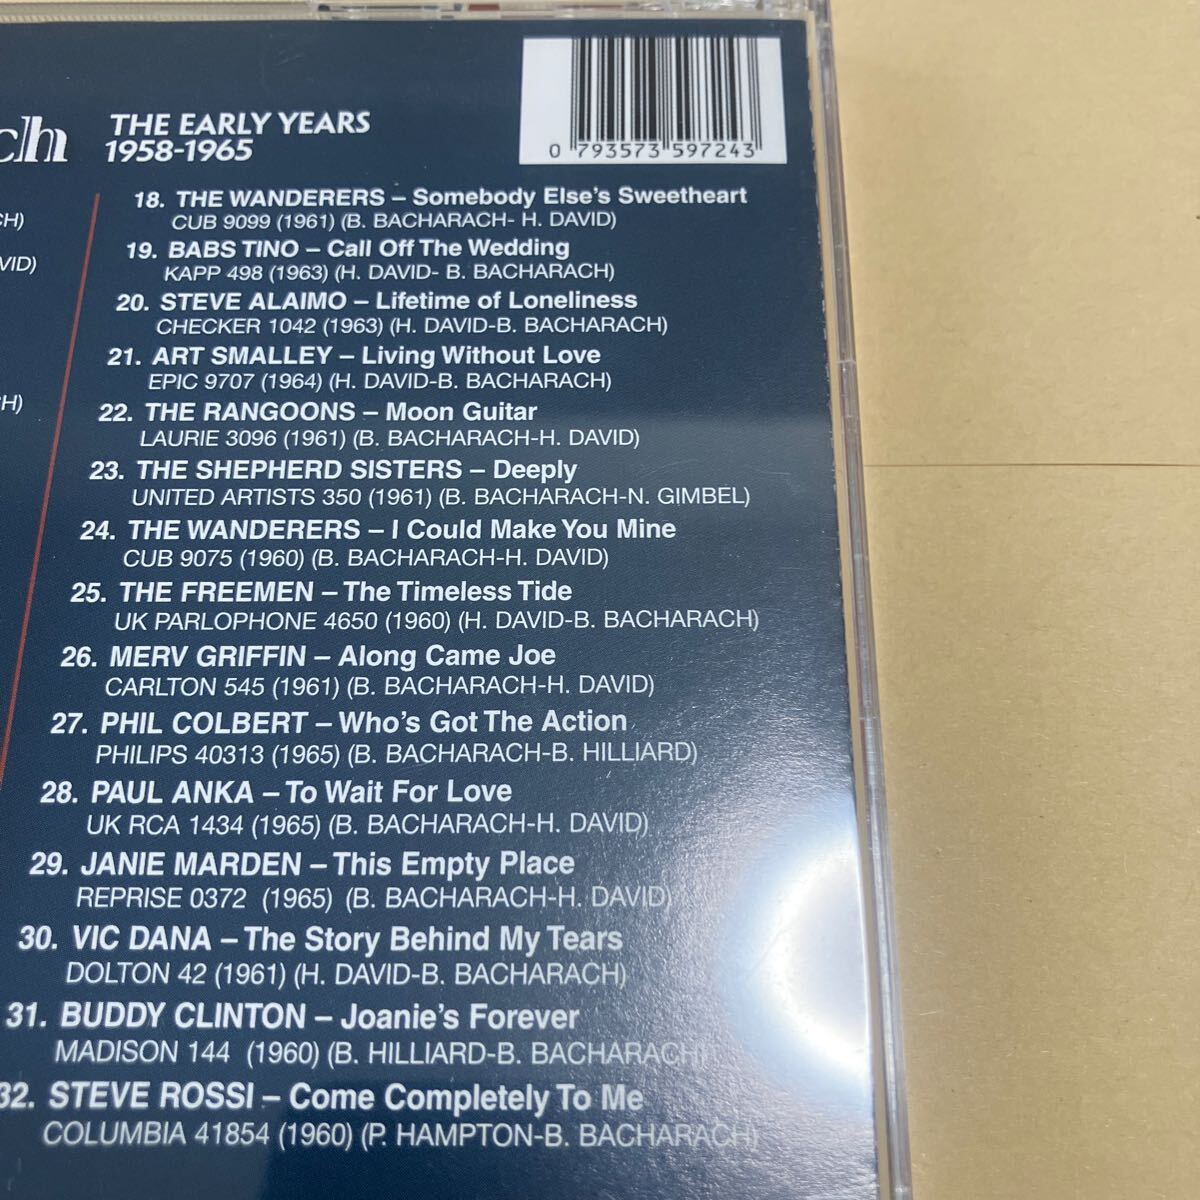 ch
THE EARLY YEARS
1958-1965
0 793573 597243
CH)
VID)
CH)
18. THE WANDERERS – Somebody Else's Sweetheart
CUB 9099 (1961) (B. BACHARACH- H. DAVID)
19. BABS TINO – Call Off The Wedding
KAPP 498 (1963) (H. DAVID- B. BACHARACH)
20. STEVE ALAIMO – Lifetime of Loneliness
CHECKER 1042 (1963) (H. DAVID-B. BACHARACH)
21. ART SMALLEY – Living Without Love
EPIC 9707 (1964) (H. DAVID-B. BACHARACH)
22. THE RANGOONS – Moon Guitar
LAURIE 3096 (1961) (B. BACHARACH-H. DAVID)
23. THE SHEPHERD SISTERS – Deeply
UNITED ARTISTS 350 (1961) (B. BACHARACH-N. GIMBEL)
24. THE WANDERERS – I Could Make You Mine
CUB 9075 (1960) (B. BACHARACH-H. DAVID)
25. THE FREEMEN – The Timeless Tide
UK PARLOPHONE 4650 (1960) (H. DAVID-B. BACHARACH)
26. MERV GRIFFIN – Along Came Joe
CARLTON 545 (1961) (B. BACHARACH-H. DAVID)
27. PHIL COLBERT – Who's Got The Action
PHILIPS 40313 (1965) (B. BACHARACH-B. HILLIARD)
28. PAUL ANKA – To Wait For Love
UK RCA 1434 (1965) (B. BACHARACH-H. DAVID)
29. JANIE MARDEN – This Empty Place
REPRISE 0372 (1965) (B. BACHARACH-H. DAVID)
30. VIC DANA – The Story Behind My Tears
DOLTON 42 (1961) (H. DAVID-B. BACHARACH)
31. BUDDY CLINTON – Joanie's Forever
MADISON 144 (1960) (B. HILLIARD-B. BACHARACH)
32. STEVE ROSSI – Come Completely To Me
COLUMBIA 41854 (1960) (P. HAMPTON-B. BACHARACH)